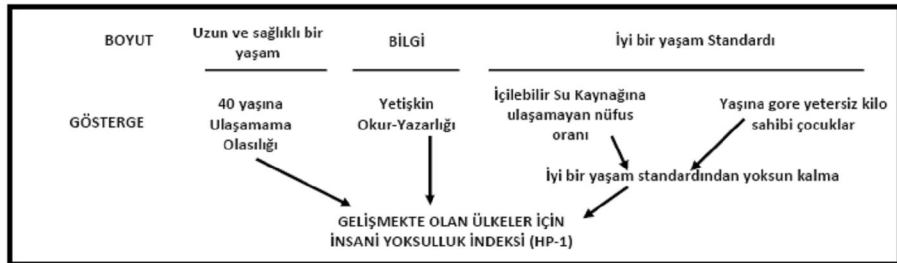 BOYUT
Uzun ve sağlıklı bir
yaşam
BİLGİ
İyi bir yaşam Standardı
GÖSTERGE
40 yaşına
Ulaşamama
Olasılığı
Yetişkin
Okur-Yazarlığı
İçilebilir Su Kaynağına
ulaşamayan nüfus
oranı
Yaşına gore yetersiz kilo
sahibi çocuklar
İyi bir yaşam standardından yoksun kalma
GELİŞMEKTE OLAN ÜLKELER İÇİN
İNSANİ YOKSULLUK İNDEKSİ (HP-1)